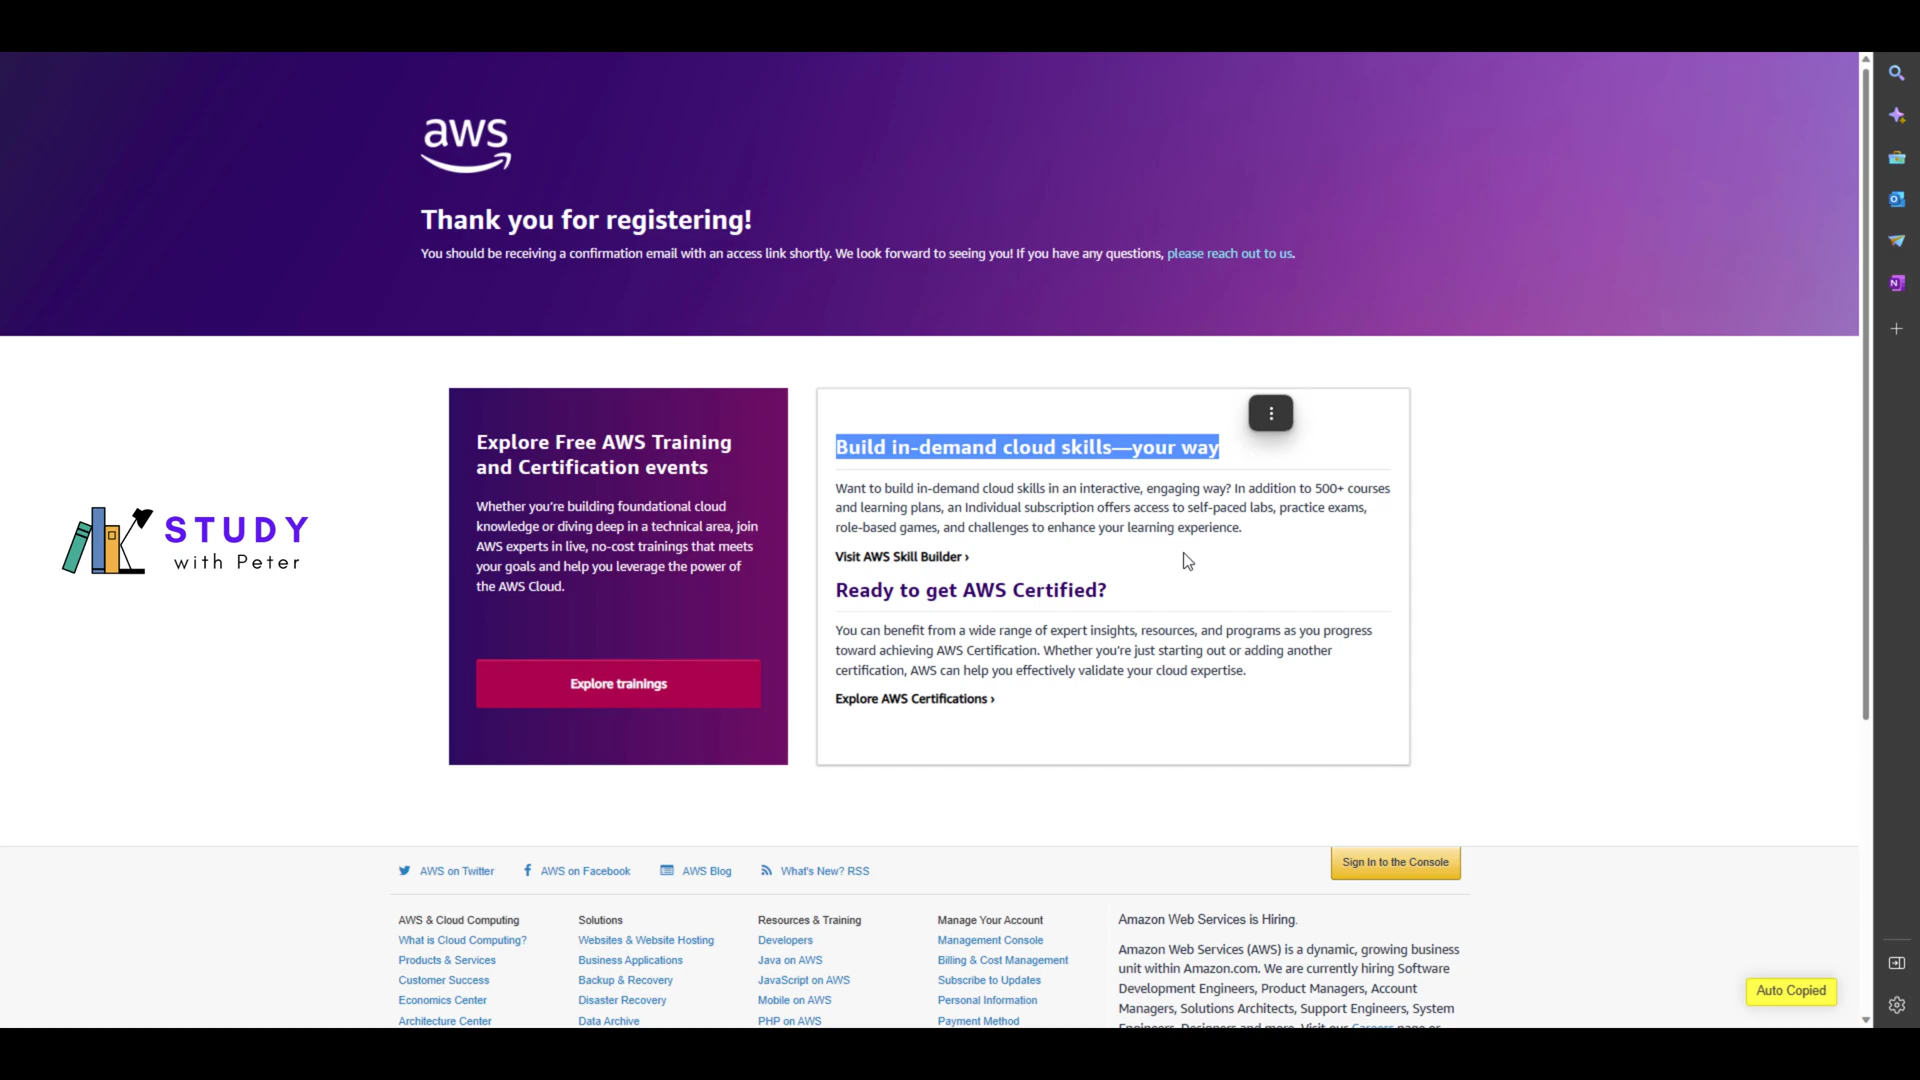 aws
Thank you for registering!
You should be receiving a confirmation email with an access link shortly. We look forward to seeing you! If you have any questions, please reach out to us.
Explore Free AWS Training
and Certification events
Whether you're building foundational cloud
knowledge or diving deep in a technical area, join
AWS experts in live, no-cost trainings that meets
your goals and help you leverage the power of
the AWS Cloud.
Explore trainings
Build in-demand cloud skills—your way
Want to build in-demand cloud skills in an interactive, engaging way? In addition to 500+ courses
and learning plans, an Individual subscription offers access to self-paced labs, practice exams,
role-based games, and challenges to enhance your learning experience.
Visit AWS Skill Builder ›
Ready to get AWS Certified?
You can benefit from a wide range of expert insights, resources, and programs as you progress
toward achieving AWS Certification. Whether you're just starting out or adding another
certification, AWS can help you effectively validate your cloud expertise.
Explore AWS Certifications ›
STUDY
with Peter
AWS on Twitter
AWS on Facebook
AWS Blog
What's New? RSS
Sign In to the Console
AWS & Cloud Computing
What is Cloud Computing?
Products & Services
Customer Success
Economics Center
Architecture Center
Solutions
Websites & Website Hosting
Business Applications
Backup & Recovery
Disaster Recovery
Data Archive
Resources & Training
Developers
Java on AWS
JavaScript on AWS
Mobile on AWS
PHP on AWS
Manage Your Account
Management Console
Billing & Cost Management
Subscribe to Updates
Personal Information
Payment Method
Amazon Web Services is Hiring.
Amazon Web Services (AWS) is a dynamic, growing business
unit within Amazon.com. We are currently hiring Software
Development Engineers, Product Managers, Account
Managers, Solutions Architects, Support Engineers, System
Engineers, Designers and more. Visit our Careers page or
Auto Copied